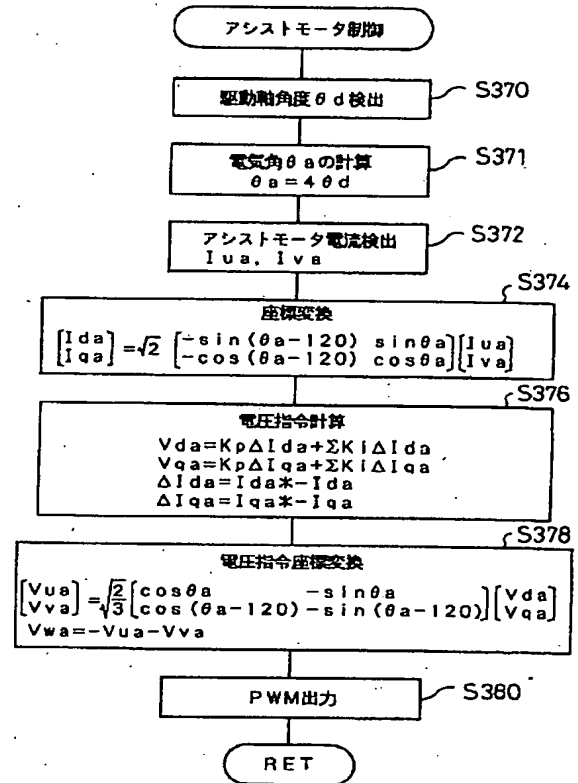 アシストモータ制御
駆動軸角度θd検出
S370
電気角θaの計算
θa=4θd
S371
アシストモータ電流検出
Iua, Iva
S372
S374
座標変換
[Ida Iqa]=√2 [-sin(θa-120) sinθa -cos(θa-120) cosθa][Iua Iva]
S376
電圧指令計算
Vda=KpΔIda+ΣKiΔIda
Vqa=KpΔIqa+ΣKiΔIqa
ΔIda=Ida*-Ida
ΔIqa=Iqa*-Iqa
S378
電圧指令座標変換
[Vua Vva]=√2/3 [cosθa -sinθa cos(θa-120) -sin(θa-120)][Vda Vqa]
Vwa=-Vua-Vva
PWM出力
S380
RET